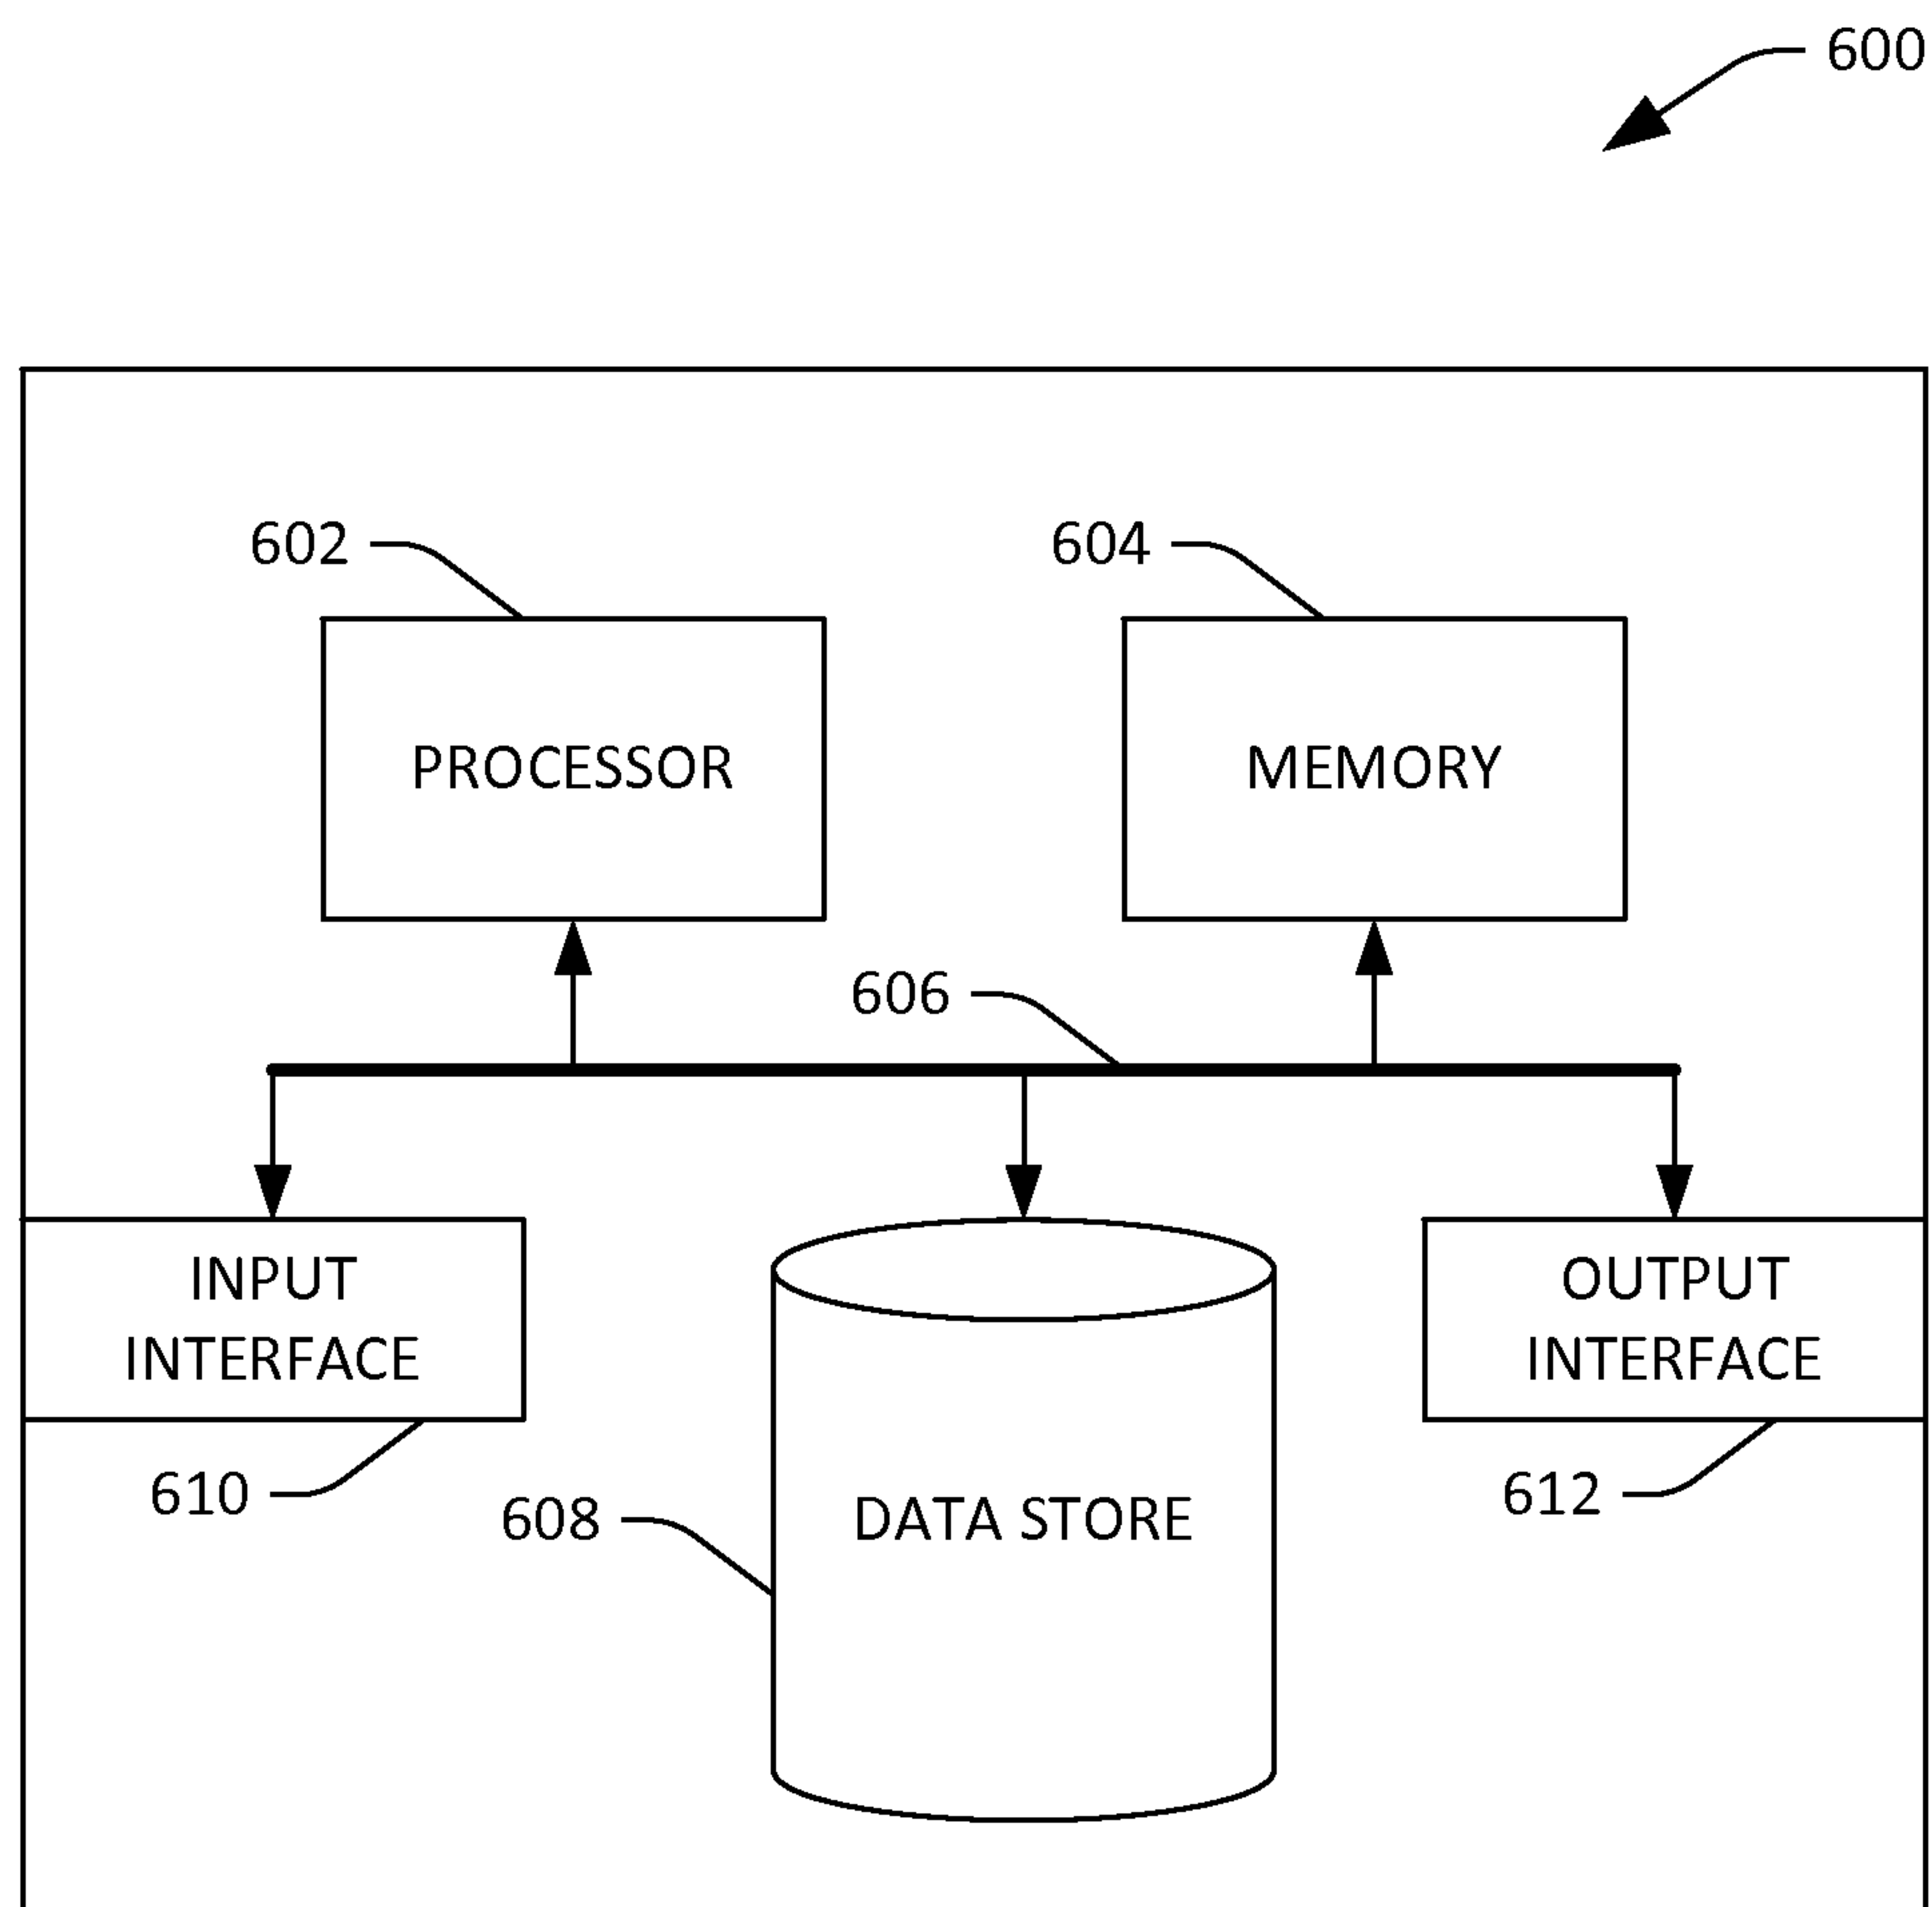 600
602
604
PROCESSOR
MEMORY
606
INPUT
INTERFACE
OUTPUT
INTERFACE
610
608
DATA STORE
612